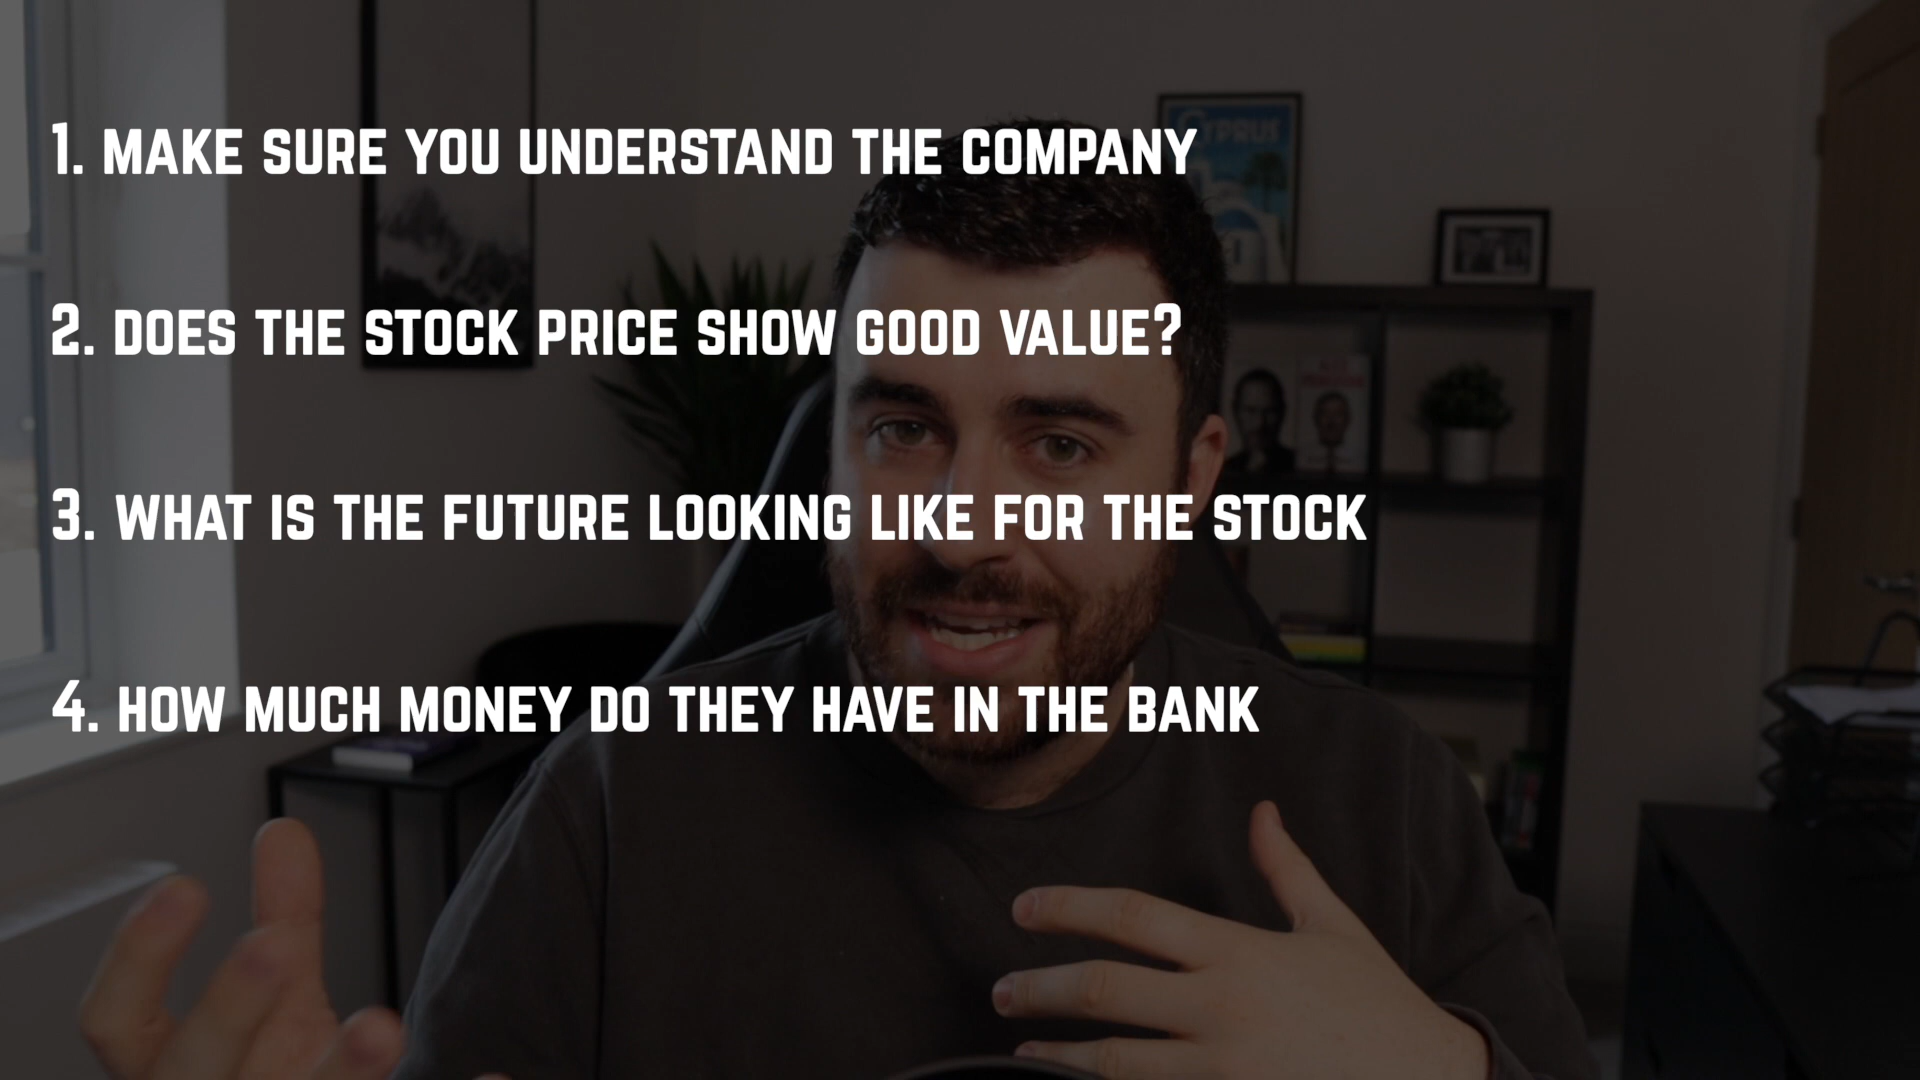 1. MAKE SURE YOU UNDERSTAND THE COMPANY
CYPRUS
2. DOES THE STOCK PRICE SHOW GOOD VALUE?
3. WHAT IS THE FUTURE LOOKING LIKE FOR THE STOCK
4. HOW MUCH MONEY DO THEY HAVE IN THE BANK